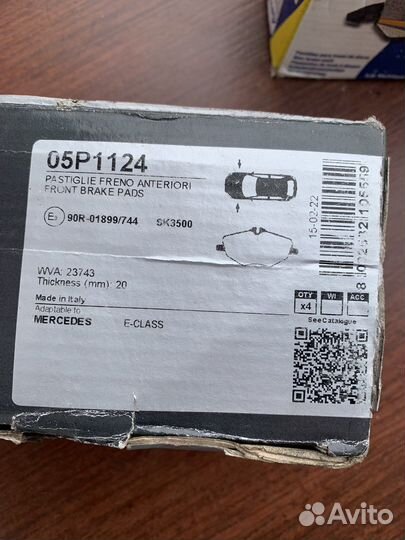 05P1124
PASTIGLIE FRENO ANTERIORI
FRONT BRAKE PADS
E3 90R-01899/744 SK3500
WVA: 23743
Thickness (mm): 20
Made in Italy
Adaptable to
MERCEDES E-CLASS
15-02-22
QTY WI ACC
x4
See Catalogue
Avito